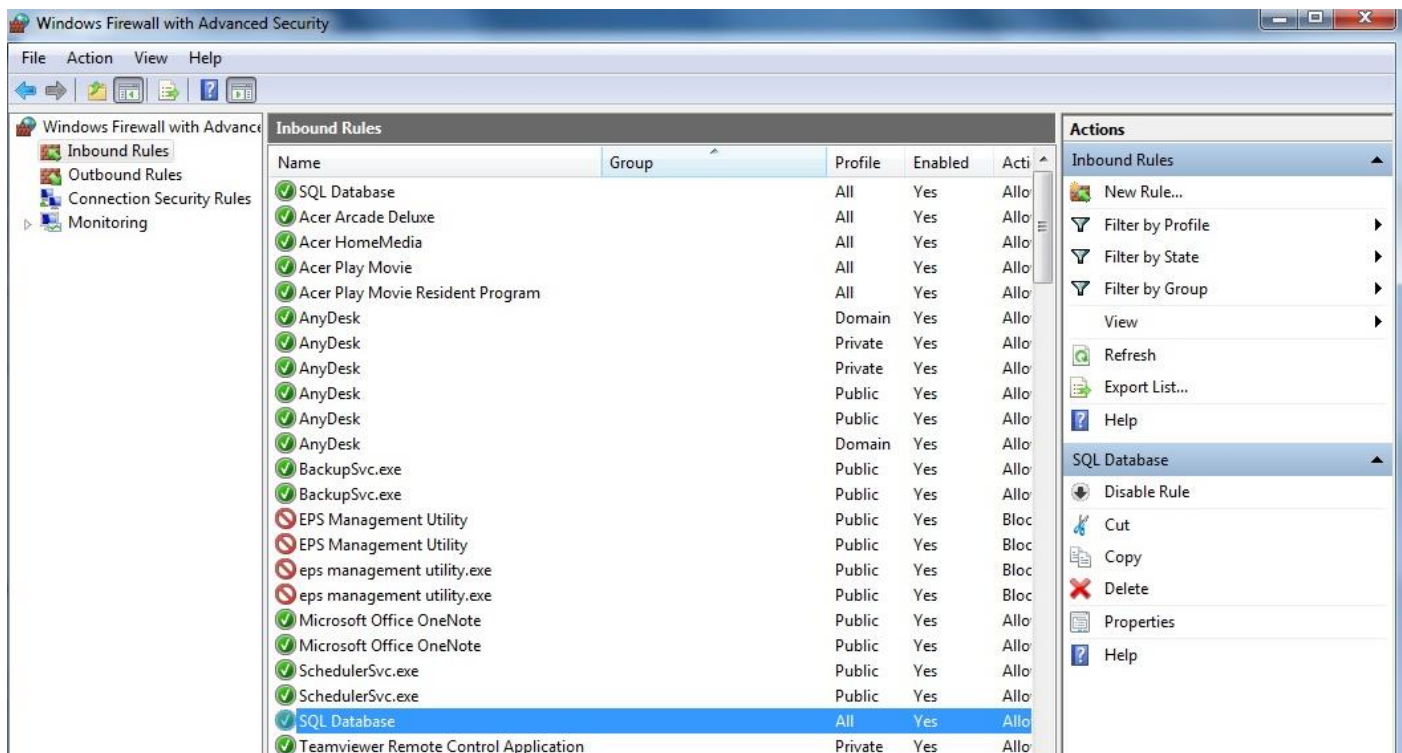 Windows Firewall with Advanced Security
File Action View Help
Windows Firewall with Advance
Inbound Rules
Outbound Rules
Connection Security Rules
Monitoring
Inbound Rules
Name Group Profile Enabled Acti
SQL Database All Yes Allo
Acer Arcade Deluxe All Yes Allo
Acer HomeMedia All Yes Allo
Acer Play Movie All Yes Allo
Acer Play Movie Resident Program All Yes Allo
AnyDesk Domain Yes Allo
AnyDesk Private Yes Allo
AnyDesk Private Yes Allo
AnyDesk Public Yes Allo
AnyDesk Public Yes Allo
AnyDesk Domain Yes Allo
BackupSvc.exe Public Yes Allo
BackupSvc.exe Public Yes Allo
EPS Management Utility Public Yes Bloc
EPS Management Utility Public Yes Bloc
eps management utility.exe Public Yes Bloc
eps management utility.exe Public Yes Bloc
Microsoft Office OneNote Public Yes Allo
Microsoft Office OneNote Public Yes Allo
SchedulerSvc.exe Public Yes Allo
SchedulerSvc.exe Public Yes Allo
SQL Database All Yes Allo
Teamviewer Remote Control Application Private Yes Allo
Actions
Inbound Rules
New Rule...
Filter by Profile
Filter by State
Filter by Group
View
Refresh
Export List...
Help
SQL Database
Disable Rule
Cut
Copy
Delete
Properties
Help